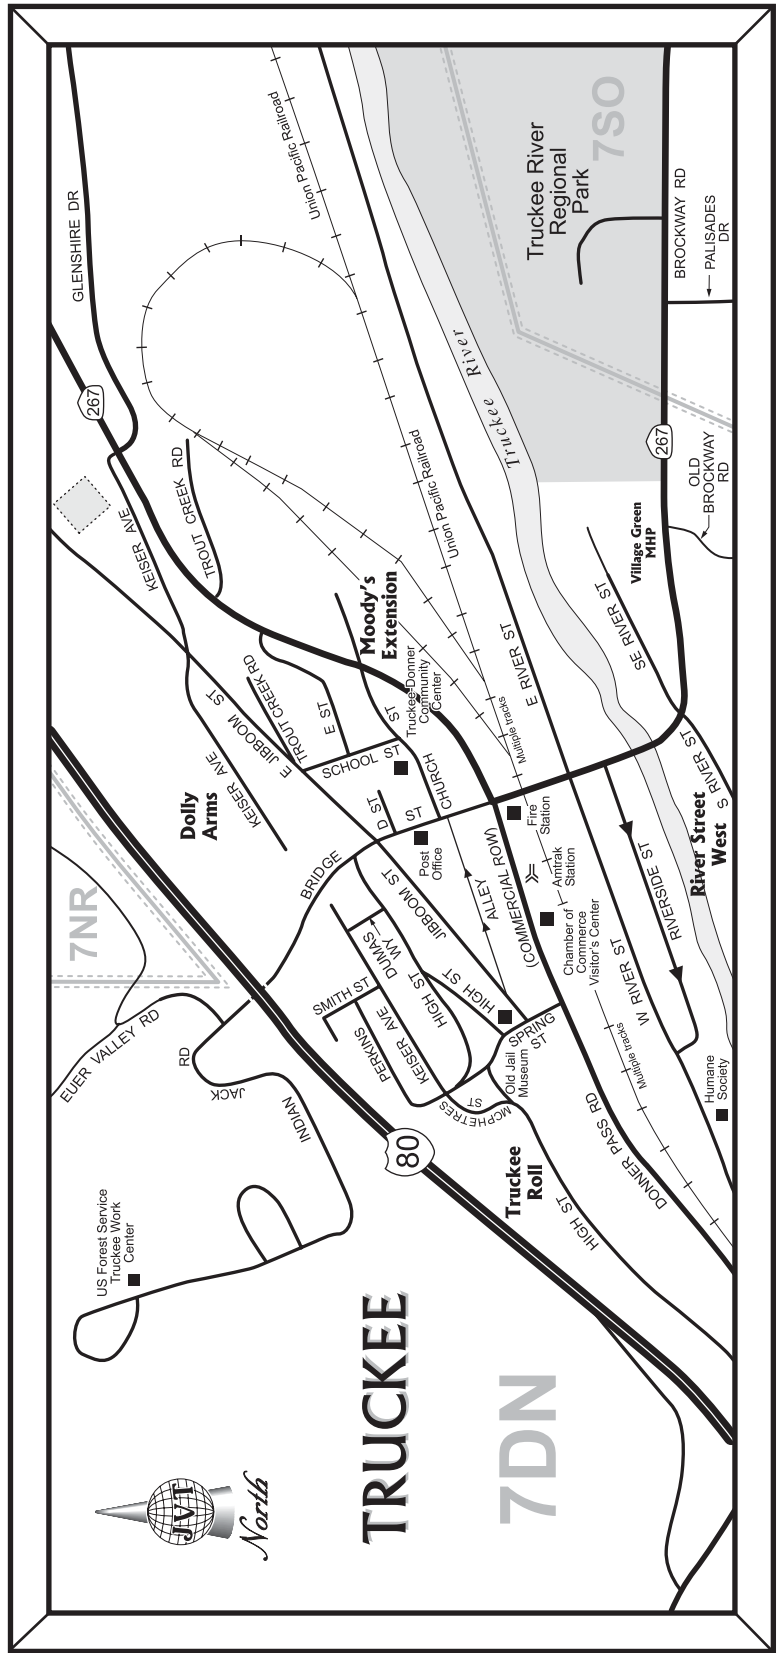 TRUCKEE
7DN
JVT
North
US Forest Service
Truckee Work
Center
EUER VALLEY RD
INDIAN
JACK
RD
7NR
80
Truckee
Roll
HIGH ST
DONNER PASS RD
Multiple tracks
Humane
Society
MCPHETRES
ST
Old Jail
Museum
SPRING
ST
PERKINS
KEISER AVE
SMITH ST
HIGH ST
HIGH ST
DUMAS
WY
JIBBOOM ST
BRIDGE
ST
ALLEY
(COMMERCIAL ROW)
Chamber of
Commerce
Visitor's Center
Amtrak
Station
Fire
Station
Post
Office
W RIVER ST
RIVERSIDE ST
River Street
West
S RIVER ST
Dolly
Arms
KEISER AVE
E JIBBOOM ST
TROUT CREEK RD
E ST
SCHOOL ST
D ST
CHURCH
ST
Truckee-Donner
Community
Center
Moody's
Extension
Multiple tracks
E RIVER ST
SE RIVER ST
Village Green
MHP
KEISER AVE
TROUT CREEK RD
267
GLENSHIRE DR
Union Pacific Railroad
Union Pacific Railroad
Truckee River
Truckee River
Regional
Park
7SO
267
OLD
BROCKWAY
RD
BROCKWAY RD
PALISADES
DR